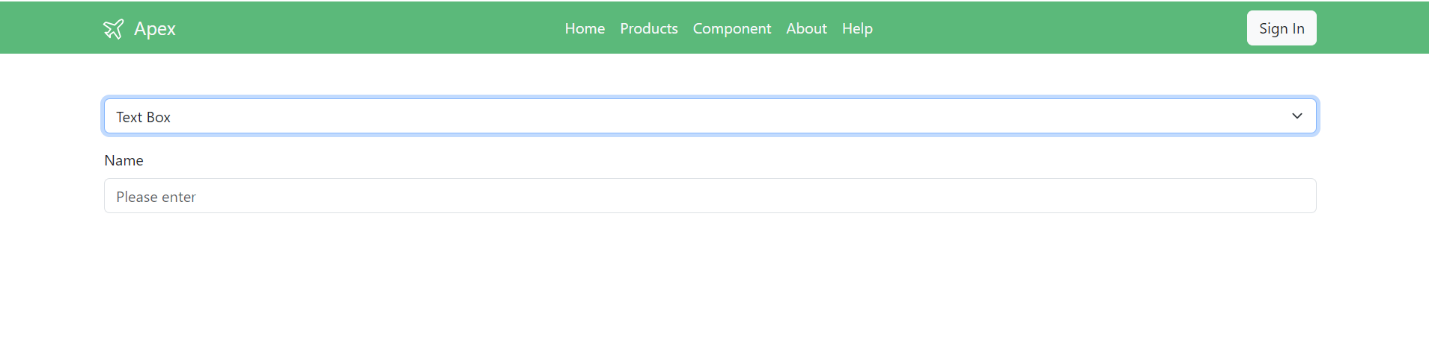 Apex Home Products Component About Help Sign In
Text Box
Name
Please enter